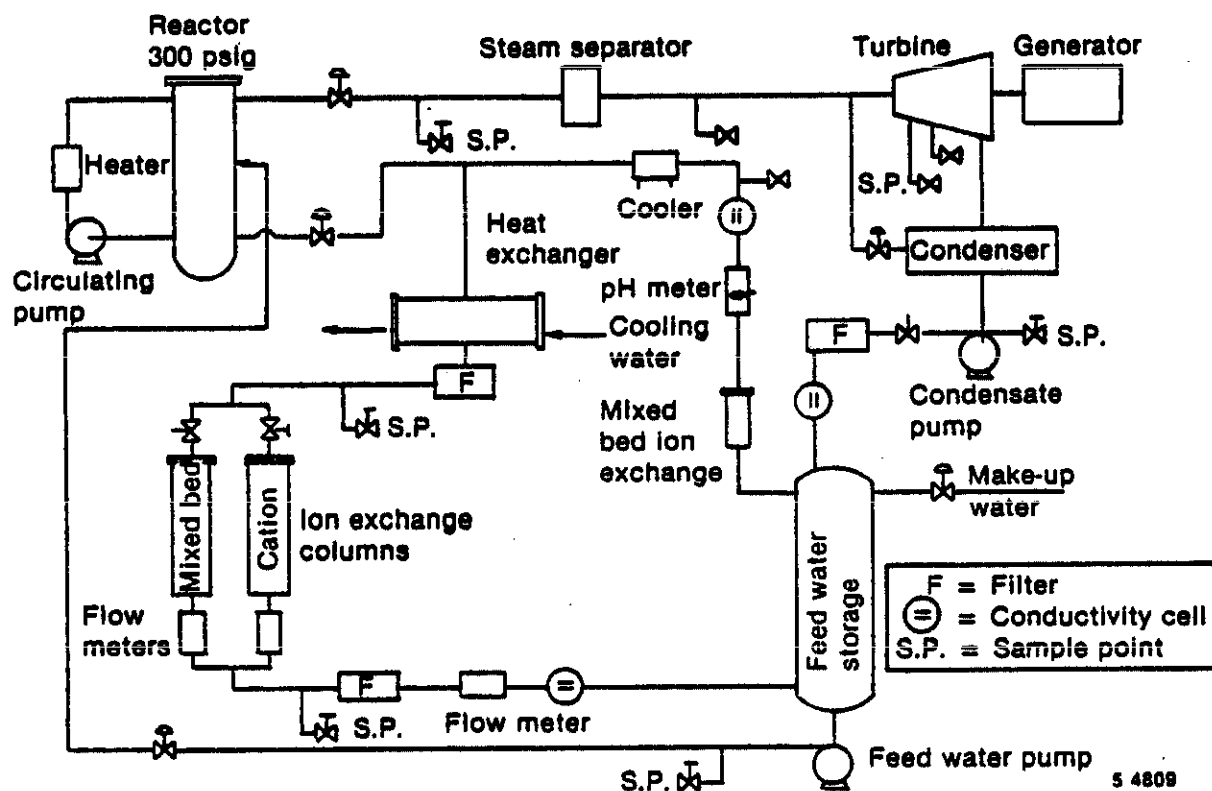 Reactor
300 psig
Steam separator
Turbine
Generator
Heater
S.P.
S.P.
Cooler
ii
Heat
exchanger
Condenser
Circulating
pump
pH meter
Cooling
water
F
S.P.
F
ll
Condensate
pump
S.P.
Mixed
bed ion
exchange
Make-up
water
Mixed bed
Cation
Ion exchange
columns
Feed water
storage
F = Filter
= Conductivity cell
S.P. = Sample point
Flow
meters
F
S.P.
Flow meter
S.P.
Feed water pump
5 4809